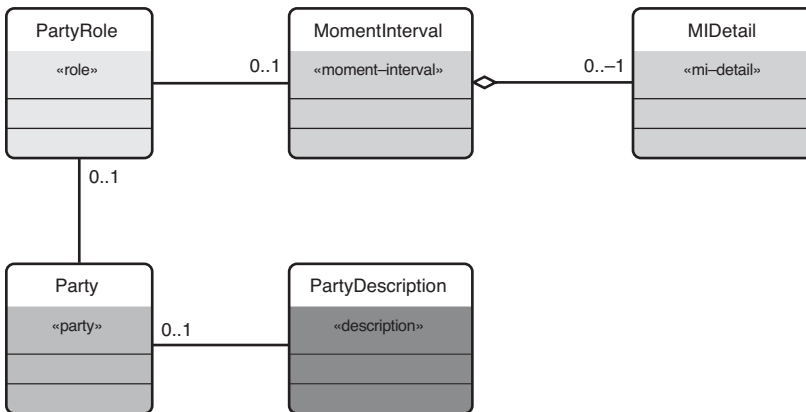 PartyRole
«role»
0..1
MomentInterval
«moment–interval»
0..–1
MIDetail
«mi–detail»
0..1
Party
«party»
0..1
PartyDescription
«description»